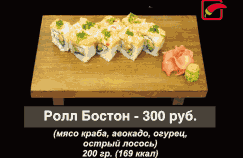 Ролл Бостон - 300 руб.
(мясо краба, авокадо, огурец,
острый лосось)
200 гр. (169 ккал)